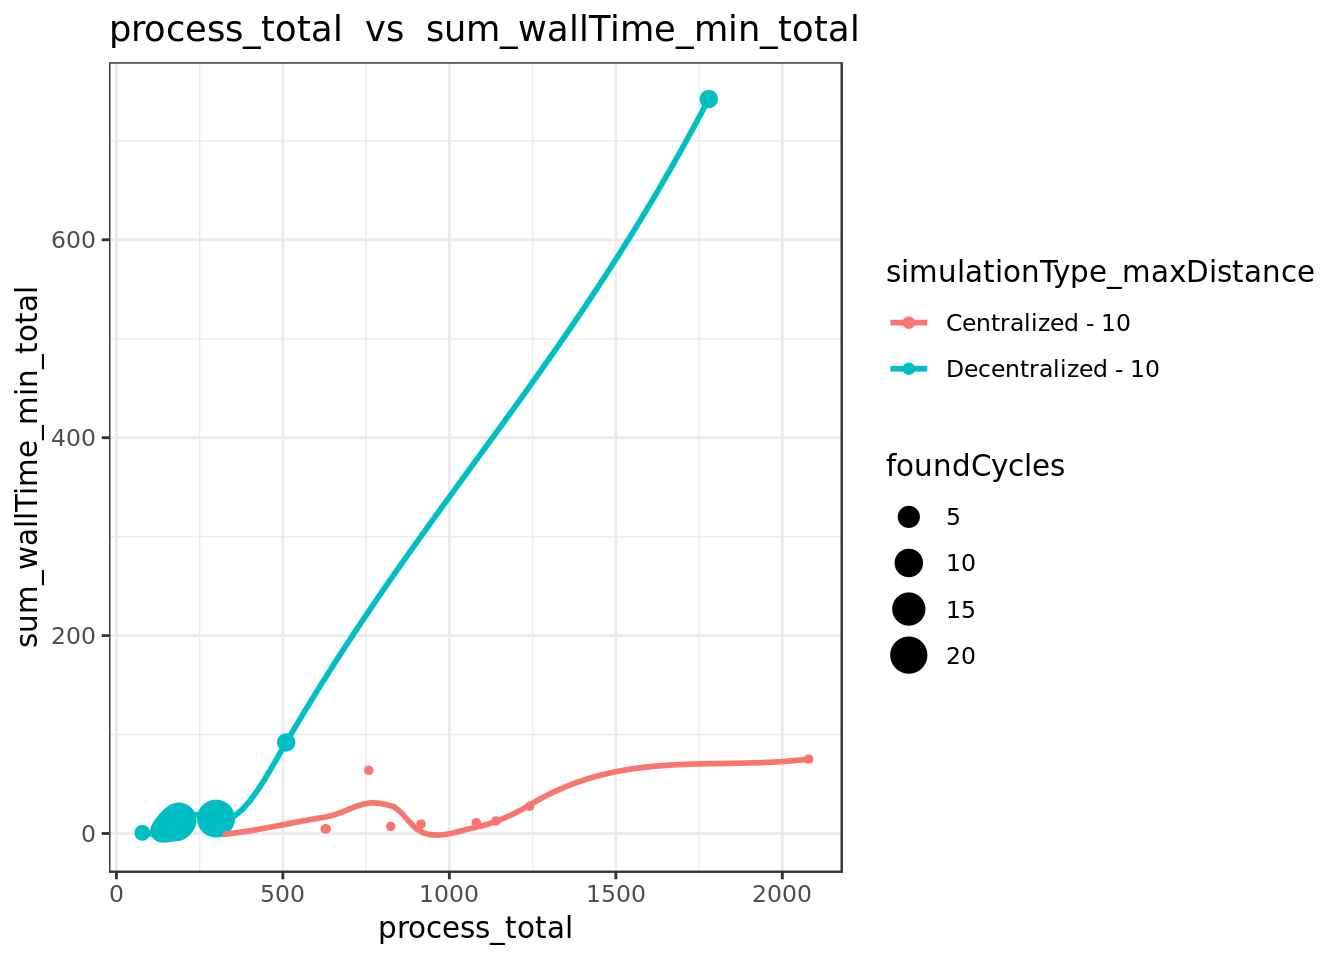 process_total  vs  sum_wallTime_min_total
sum_wallTime_min_total
600
400
200
0
0
500
1000
1500
2000
process_total
simulationType_maxDistance
Centralized - 10
Decentralized - 10
foundCycles
5
10
15
20